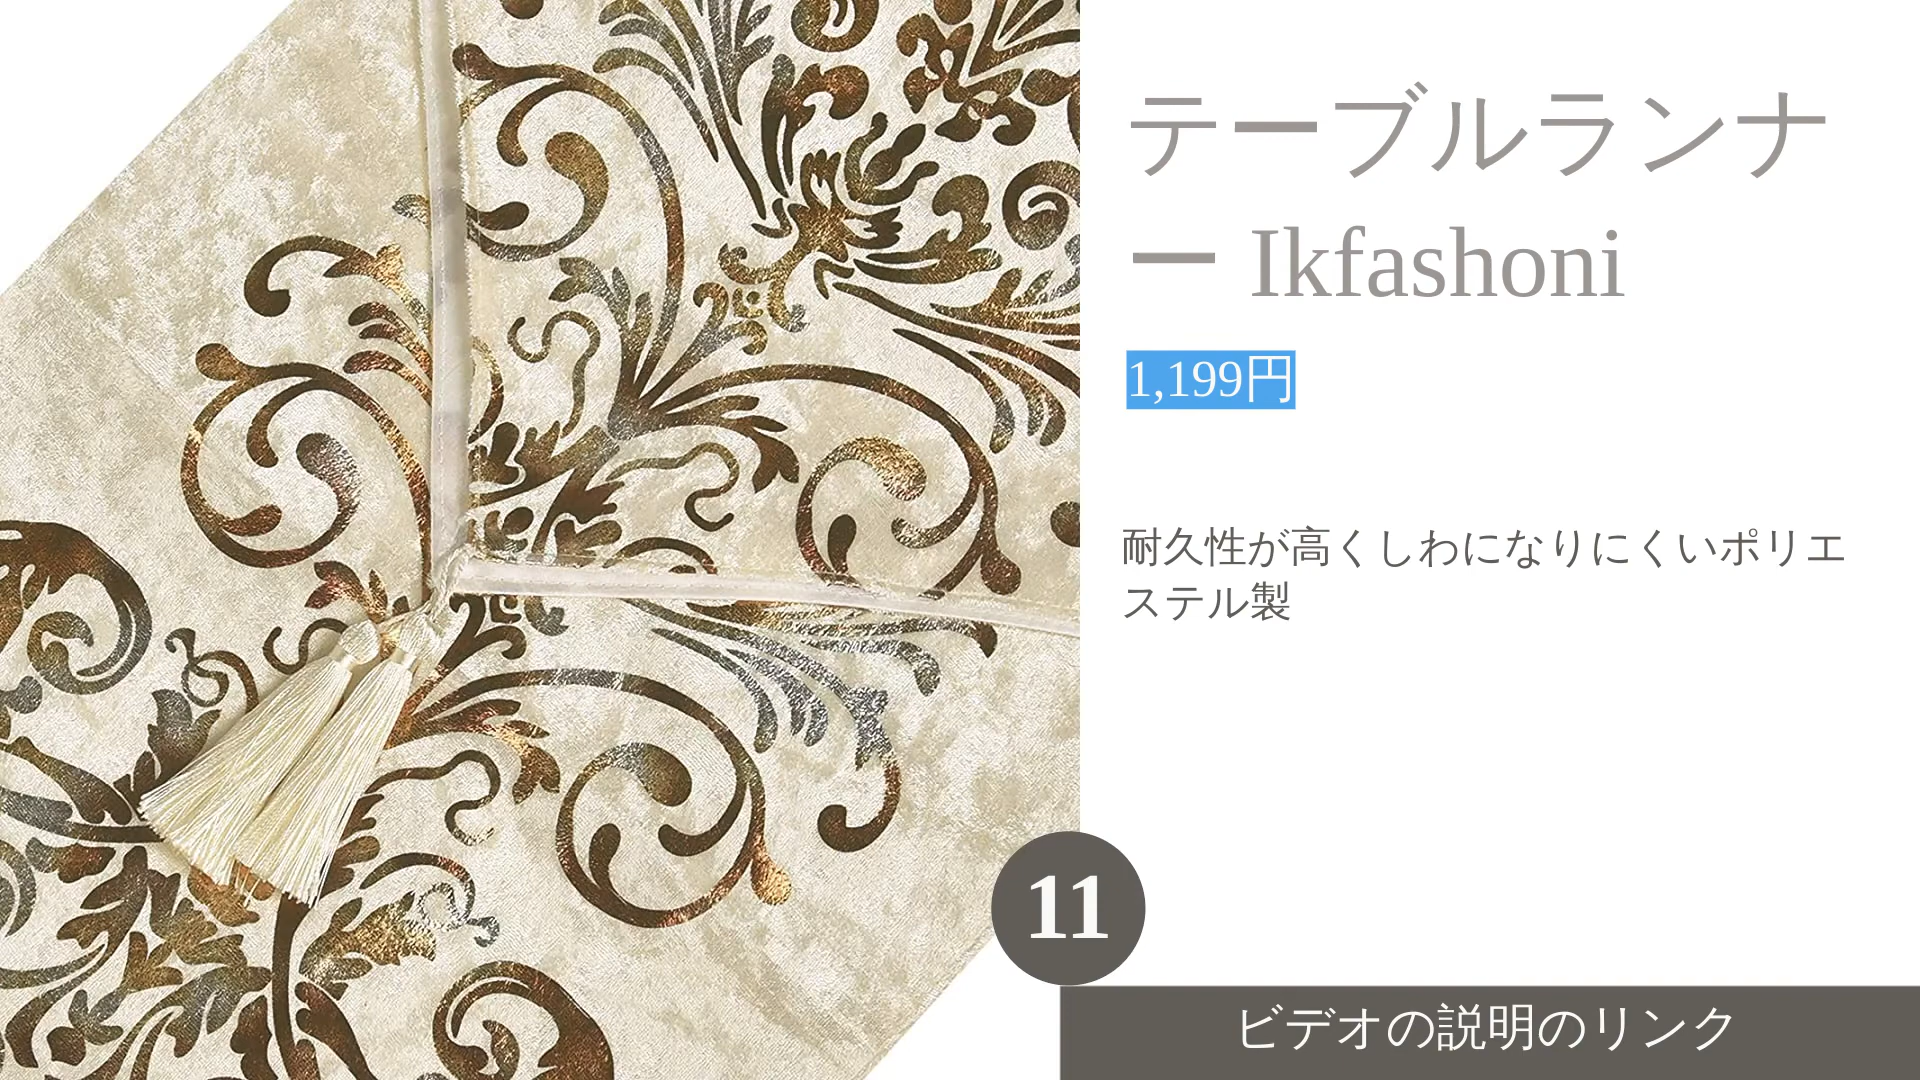 テーブルランナ
ー Ikfashoni
1,199円
耐久性が高くしわになりにくいポリエ
ステル製
11
ビデオの説明のリンク